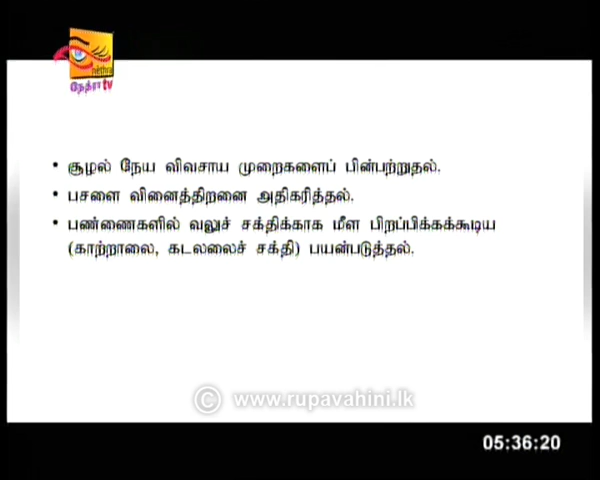 nethra
நேத்ரா tv
• சூழல் நேய விவசாய முறைகளைப் பின்பற்றுதல்.
• பசளை வினைத்திறனை அதிகரித்தல்.
• பண்ணைகளில் வலுச் சக்திக்காக மீள பிறப்பிக்கக்கூடிய
(காற்றாலை, கடலலைச் சக்தி) பயன்படுத்தல்.
© www.rupavahini.lk
05:36:20